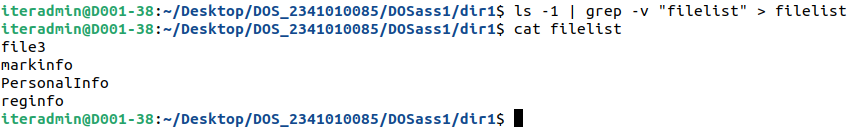 iteradmin@D001-38:~/Desktop/DOS_2341010085/DOSass1/dir1$ ls -1 | grep -v "filelist" > filelist
iteradmin@D001-38:~/Desktop/DOS_2341010085/DOSass1/dir1$ cat filelist
file3
markinfo
PersonalInfo
reginfo
iteradmin@D001-38:~/Desktop/DOS_2341010085/DOSass1/dir1$